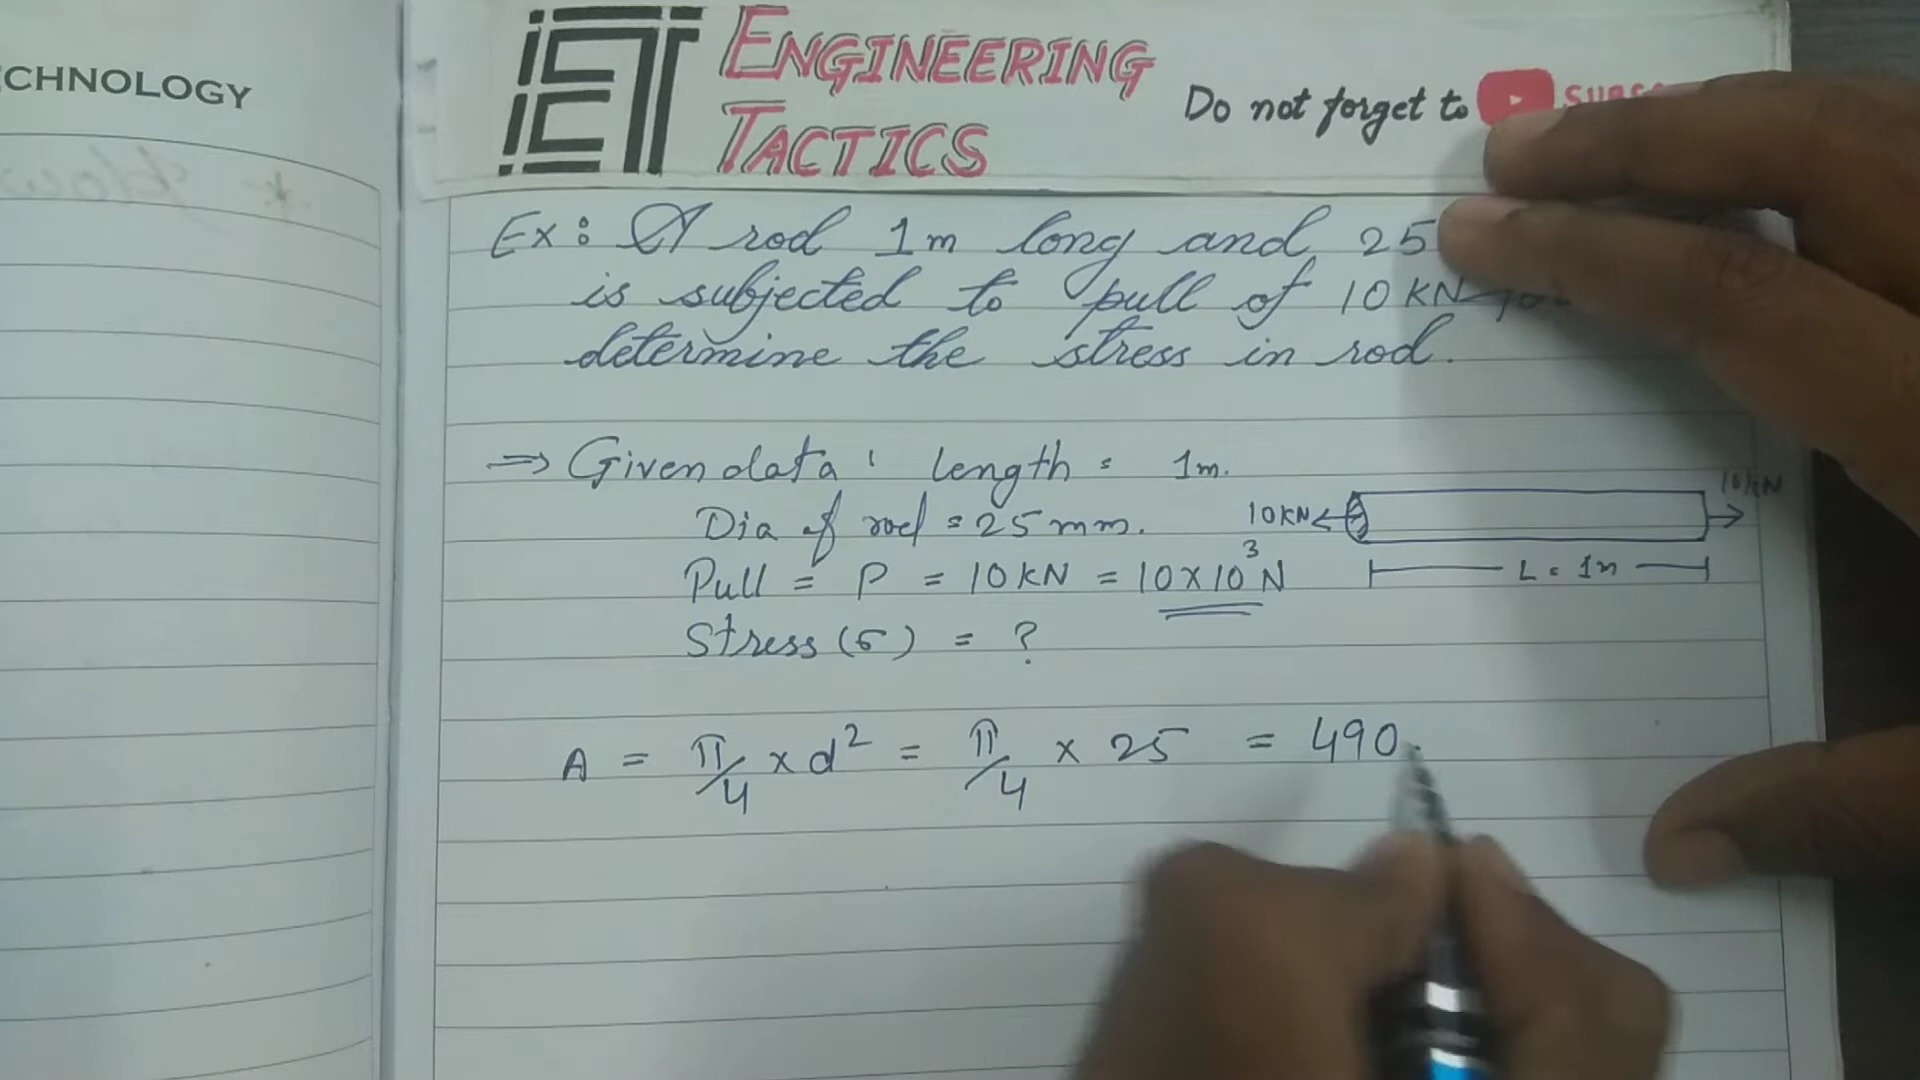 CHNOLOGY
ENGINEERING
TACTICS
Do not forget to
Ex: A rod 1m long and 25
is subjected to pull of 10 KN
determine the stress in rod.
⇒ Given data : length = 1m.
Dia of rod = 25 mm.
10KN
10KN
Pull = P = 10 KN = 10 x 10³ N
L = 1m
Stress (σ) = ?
A = π/4 x d² = π/4 x 25 = 490.